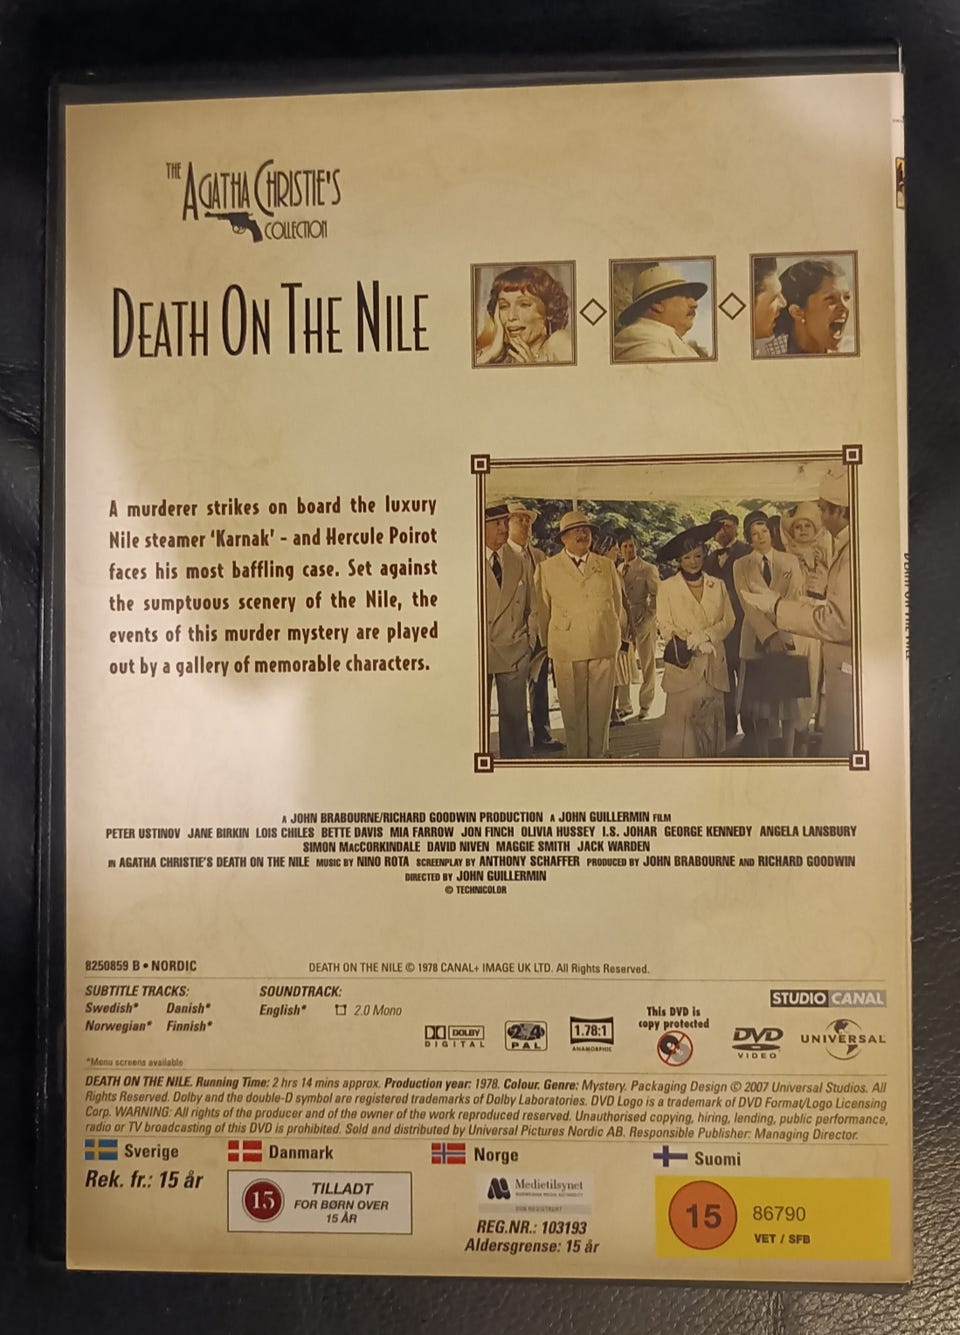 THE AGATHA CHRISTIE'S
COLLECTION
DEATH ON THE NILE
A murderer strikes on board the luxury
Nile steamer 'Karnak' - and Hercule Poirot
faces his most baffling case. Set against
the sumptuous scenery of the Nile, the
events of this murder mystery are played
out by a gallery of memorable characters.
A JOHN BRABOURNE/RICHARD GOODWIN PRODUCTION A JOHN GUILLERMIN FILM
PETER USTINOV JANE BIRKIN LOIS CHILES BETTE DAVIS MIA FARROW JON FINCH OLIVIA HUSSEY I.S. JOHAR GEORGE KENNEDY ANGELA LANSBURY
SIMON MacCORKINDALE DAVID NIVEN MAGGIE SMITH JACK WARDEN
IN AGATHA CHRISTIE'S DEATH ON THE NILE MUSIC BY NINO ROTA SCREENPLAY BY ANTHONY SCHAFFER PRODUCED BY JOHN BRABOURNE AND RICHARD GOODWIN
DIRECTED BY JOHN GUILLERMIN
© TECHNICOLOR
8250859 B • NORDIC
DEATH ON THE NILE © 1978 CANAL+ IMAGE UK LTD. All Rights Reserved.
SUBTITLE TRACKS:
Swedish* Danish*
Norwegian* Finnish*
SOUNDTRACK:
English* 2.0 Mono
*Menu screens available
DOLBY
DIGITAL
2 4
PAL
1.78:1
ANAMORPHIC
This DVD is
copy protected
DVD
VIDEO
STUDIO CANAL
UNIVERSAL
DEATH ON THE NILE. Running Time: 2 hrs 14 mins approx. Production year: 1978. Colour. Genre: Mystery. Packaging Design © 2007 Universal Studios. All
Rights Reserved. Dolby and the double-D symbol are registered trademarks of Dolby Laboratories. DVD Logo is a trademark of DVD Format/Logo Licensing
Corp. WARNING: All rights of the producer and of the owner of the work reproduced reserved. Unauthorised copying, hiring, lending, public performance,
radio or TV broadcasting of this DVD is prohibited. Sold and distributed by Universal Pictures Nordic AB. Responsible Publisher: Managing Director.
Sverige
Rek. fr.: 15 år
Danmark
15
TILLADT
FOR BØRN OVER
15 ÅR
Norge
Medietilsynet
NORWEGIAN MEDIA AUTHORITY
REG.NR.: 103193
Aldersgrense: 15 år
Suomi
15
86790
VET / SFB